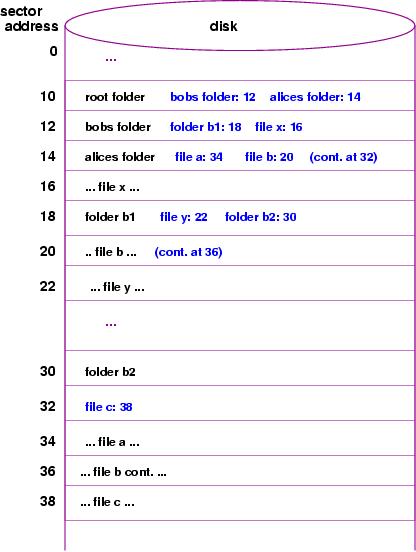 sector
address disk
0 ...
10 root folder bobs folder: 12 alices folder: 14
12 bobs folder folder b1: 18 file x: 16
14 alices folder file a: 34 file b: 20 (cont. at 32)
16 ... file x ...
18 folder b1 file y: 22 folder b2: 30
20 .. file b ... (cont. at 36)
22 ... file y ...
...
30 folder b2
32 file c: 38
34 ... file a ...
36 ... file b cont. ...
38 ... file c ...